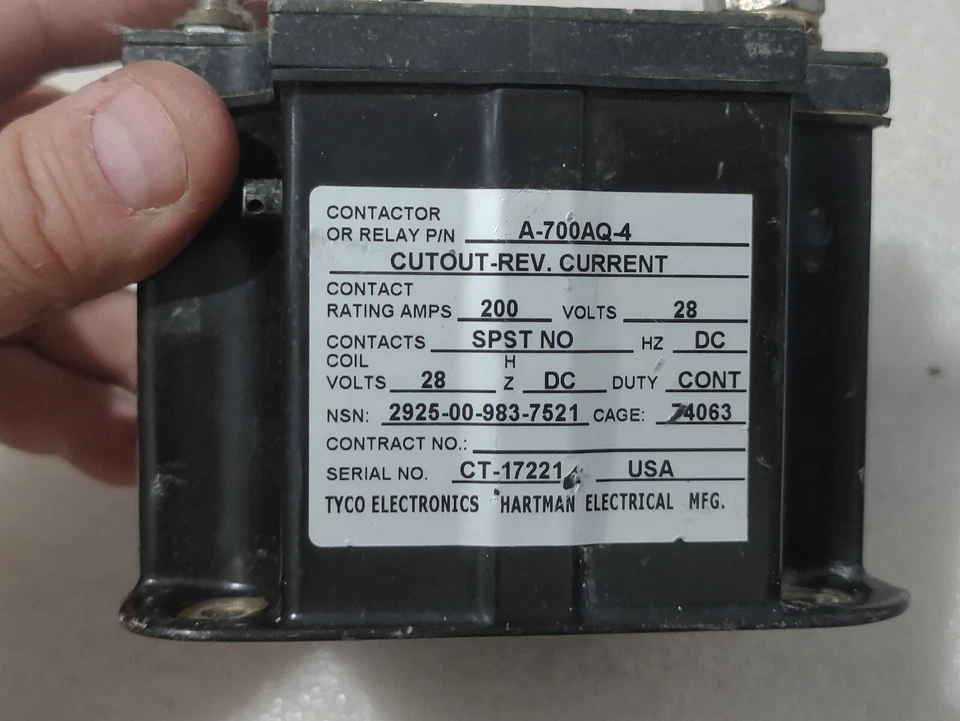 CONTACTOR
OR RELAY P/N A-700AQ-4
CUTOUT-REV. CURRENT
CONTACT
RATING AMPS 200 VOLTS 28
CONTACTS SPST NO HZ DC
COIL H
VOLTS 28 Z DC DUTY CONT
NSN: 2925-00-983-7521 CAGE: 74063
CONTRACT NO.:
SERIAL NO. CT-17221 USA
TYCO ELECTRONICS HARTMAN ELECTRICAL MFG.